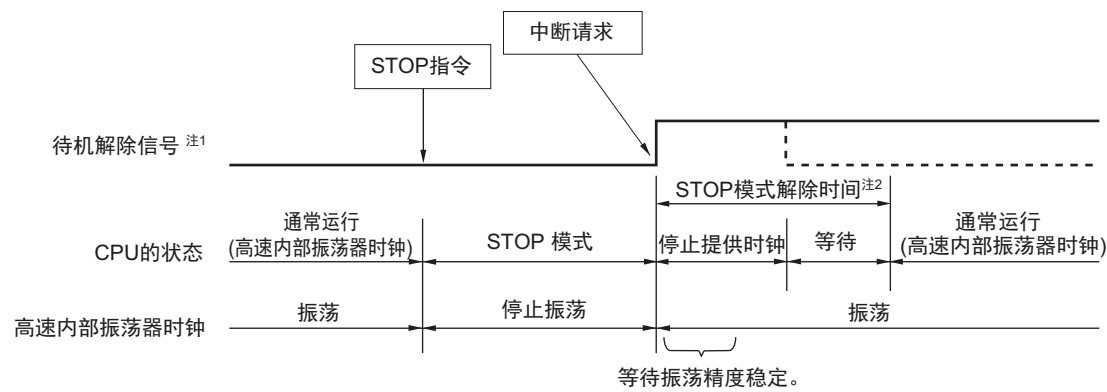 中断请求
STOP指令
待机解除信号 注1
STOP模式解除时间注2
CPU的状态
通常运行
(高速内部振荡器时钟)
STOP 模式
停止提供时钟
等待
通常运行
(高速内部振荡器时钟)
高速内部振荡器时钟
振荡
停止振荡
振荡
等待振荡精度稳定。